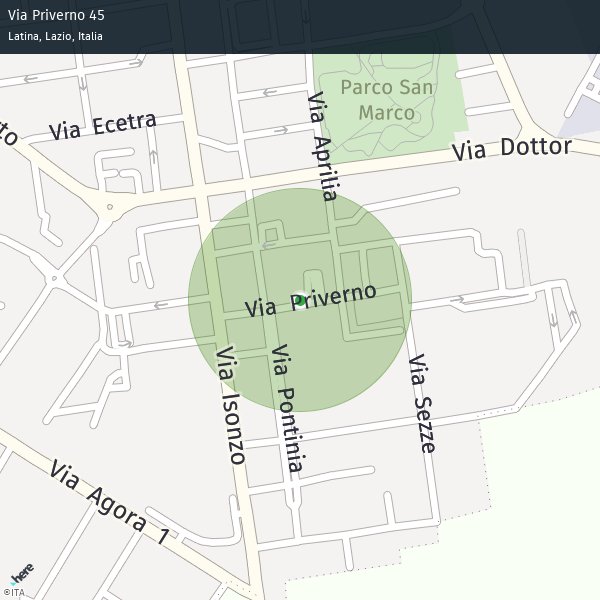 Via Priverno 45
Latina, Lazio, Italia
Parco San
Marco
Via Aprilia
Via Ecetra
to
Via Dottor
Via Priverno
Via Isonzo
Via Pontinia
Via Sezze
Via Agora 1
here
©ITA